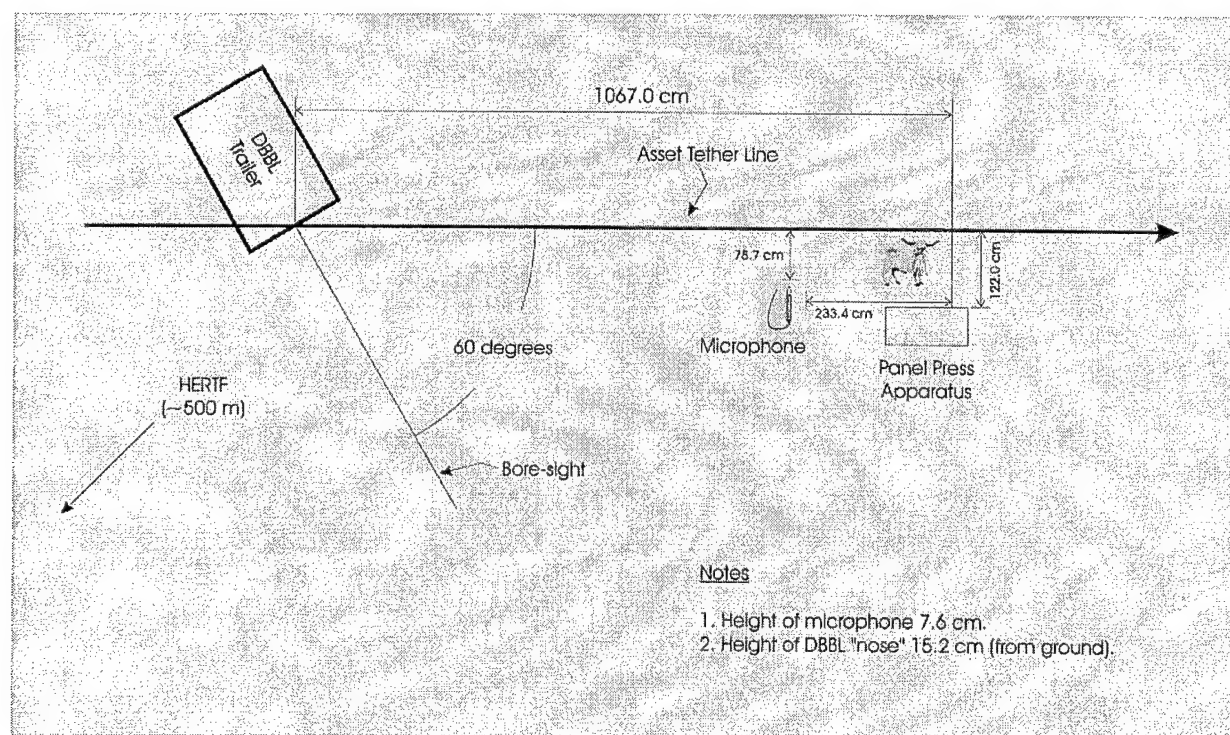 1067.0 cm
DBBL
Trailer
Asset Tether Line
78.7 cm
122.0 cm
233.4 cm
Microphone
60 degrees
Panel Press
Apparatus
HERTF
(~500 m)
Bore-sight
Notes
1. Height of microphone 7.6 cm.
2. Height of DBBL "nose" 15.2 cm (from ground).